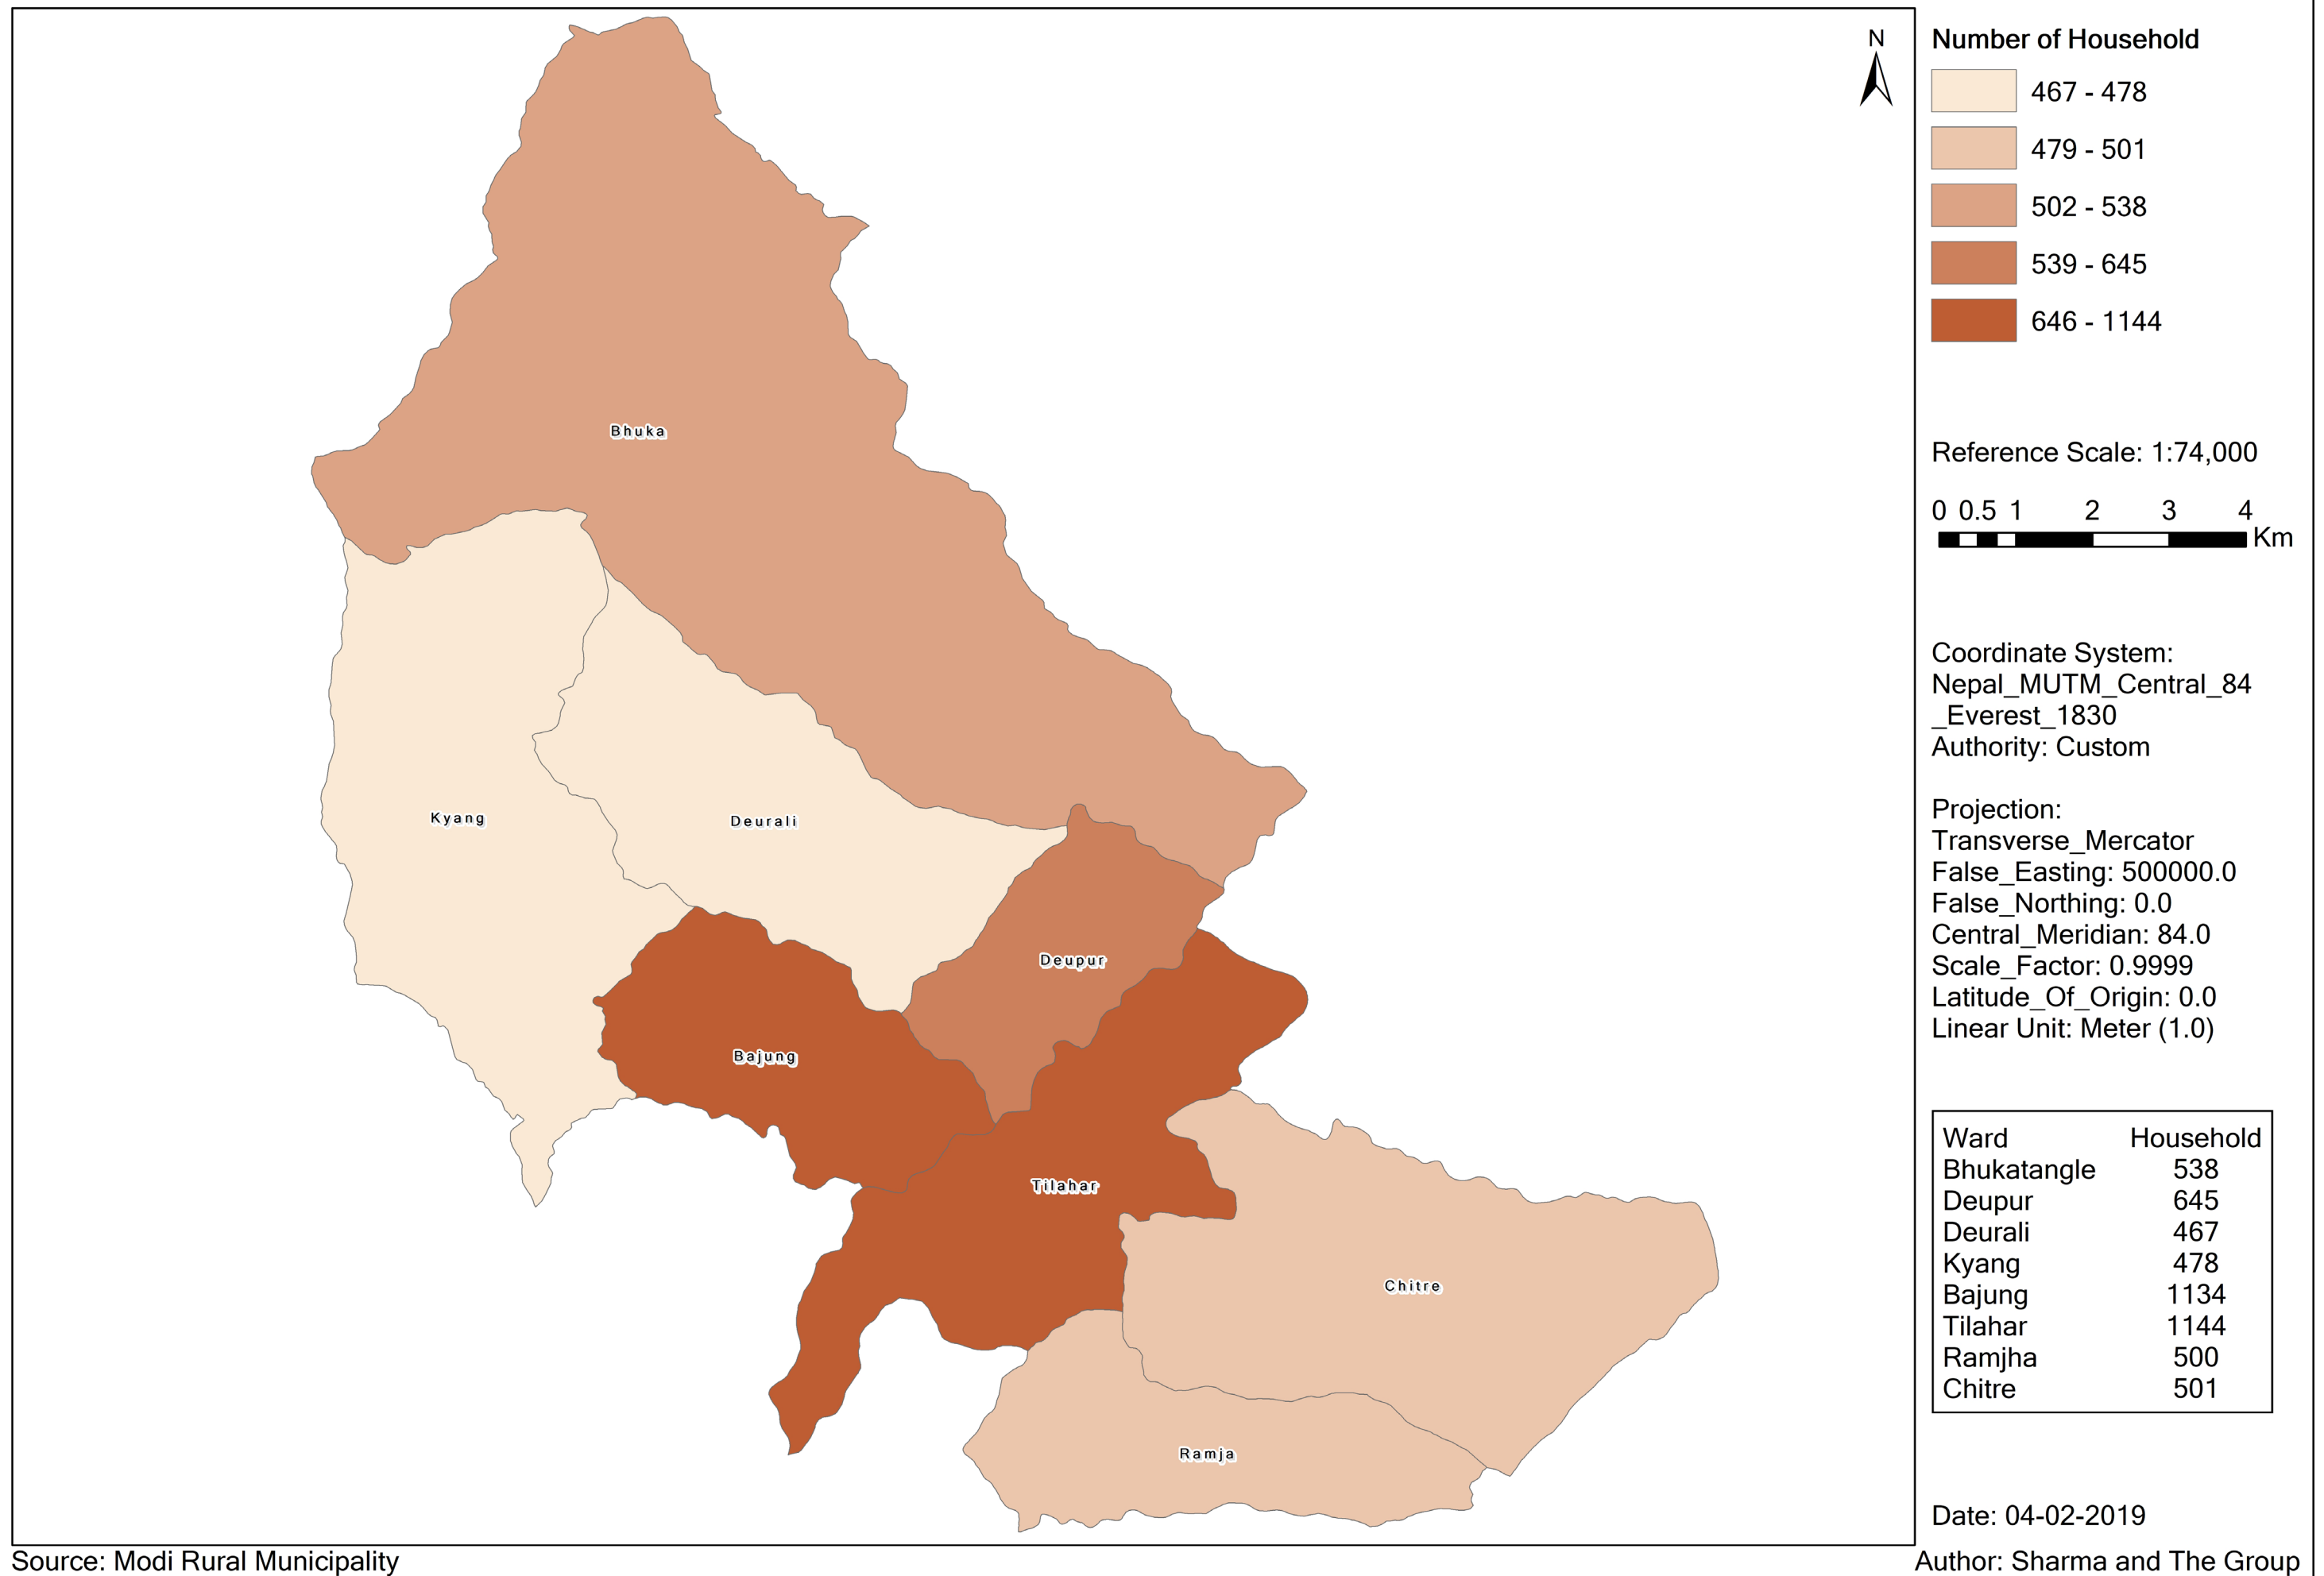 N
Bhuka
Kyang
Deurali
Deupur
Bajung
Tilahar
Chitre
Ramja
Number of Household
467 - 478
479 - 501
502 - 538
539 - 645
646 - 1144
Reference Scale: 1:74,000
0 0.5 1 2 3 4
Km
Coordinate System:
Nepal_MUTM_Central_84
_Everest_1830
Authority: Custom
Projection:
Transverse_Mercator
False_Easting: 500000.0
False_Northing: 0.0
Central_Meridian: 84.0
Scale_Factor: 0.9999
Latitude_Of_Origin: 0.0
Linear Unit: Meter (1.0)
Ward Household
Bhukatangle 538
Deupur 645
Deurali 467
Kyang 478
Bajung 1134
Tilahar 1144
Ramjha 500
Chitre 501
Date: 04-02-2019
Source: Modi Rural Municipality
Author: Sharma and The Group